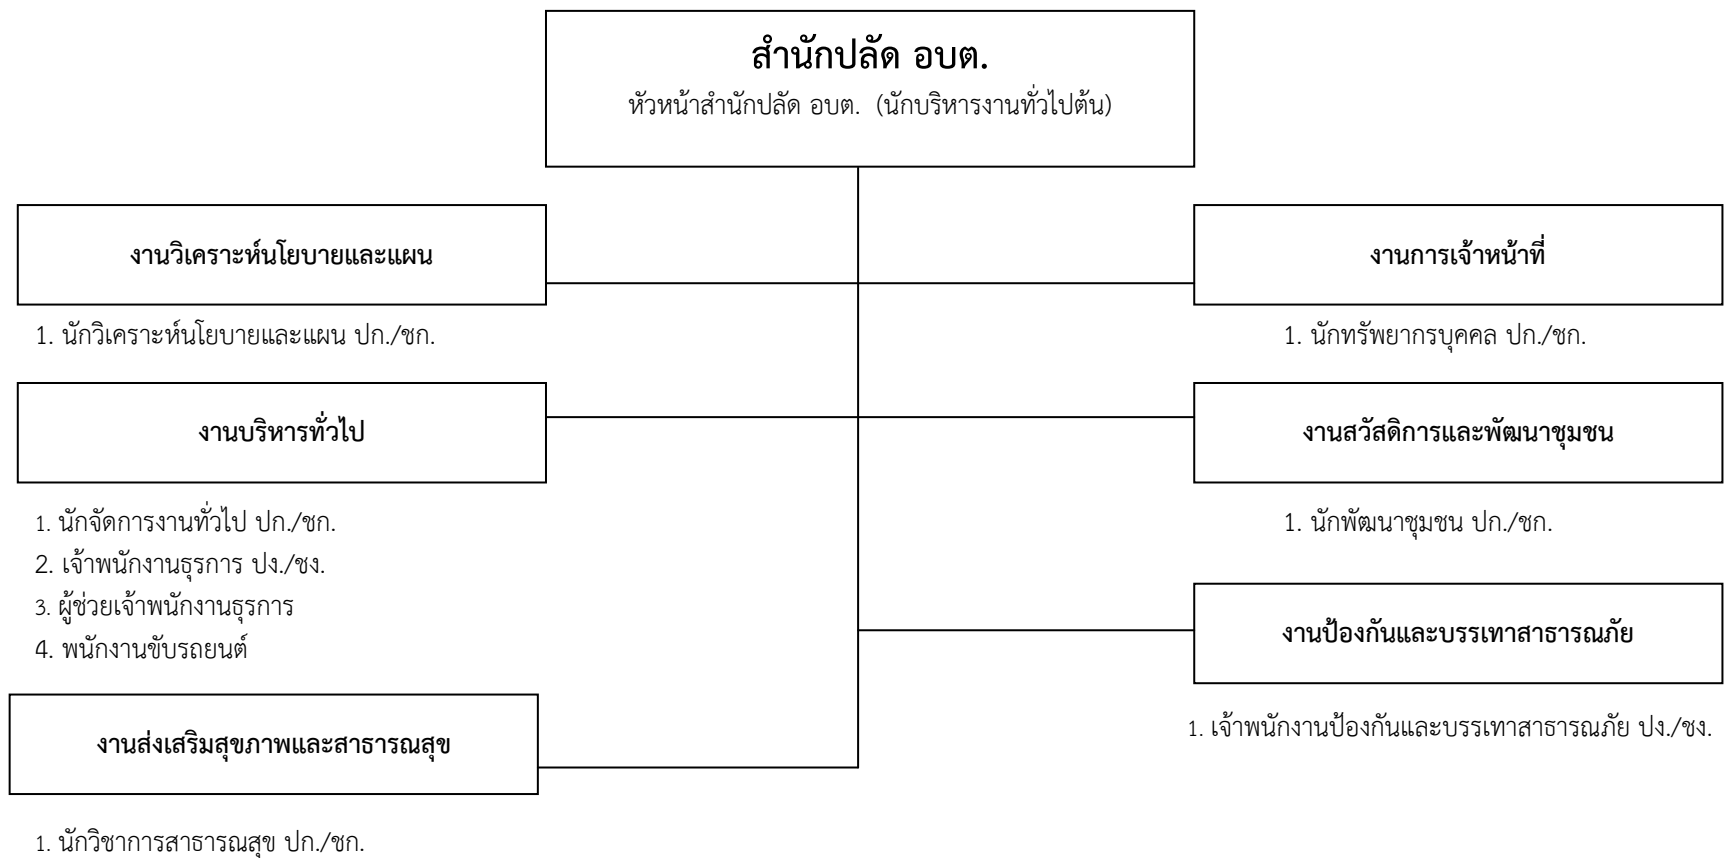 สำนักปลัด อบต.
หัวหน้าสำนักปลัด อบต. (นักบริหารงานทั่วไปต้น)
งานวิเคราะห์นโยบายและแผน
1. นักวิเคราะห์นโยบายและแผน ปก./ชก.
งานบริหารทั่วไป
1. นักจัดการงานทั่วไป ปก./ชก.
2. เจ้าพนักงานธุรการ ปง./ชง.
3. ผู้ช่วยเจ้าพนักงานธุรการ
4. พนักงานขับรถยนต์
งานส่งเสริมสุขภาพและสาธารณสุข
1. นักวิชาการสาธารณสุข ปก./ชก.
งานการเจ้าหน้าที่
1. นักทรัพยากรบุคคล ปก./ชก.
งานสวัสดิการและพัฒนาชุมชน
1. นักพัฒนาชุมชน ปก./ชก.
งานป้องกันและบรรเทาสาธารณภัย
1. เจ้าพนักงานป้องกันและบรรเทาสาธารณภัย ปง./ชง.